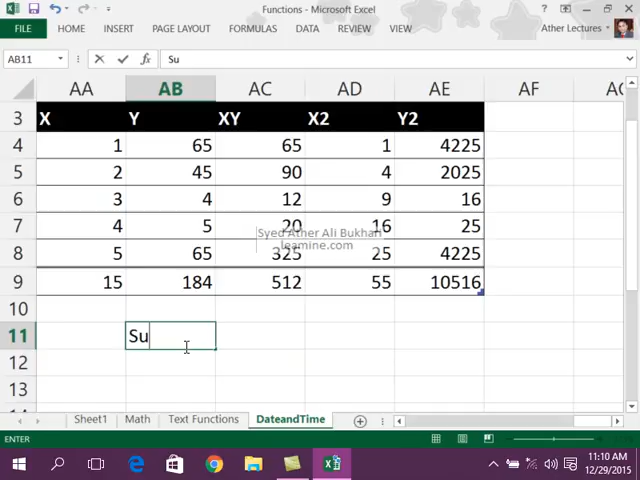 Functions - Microsoft Excel
FILE HOME INSERT PAGE LAYOUT FORMULAS DATA REVIEW VIEW Ather Lectures
AB11 fx Su
AA AB AC AD AE AF AG
3 X Y XY X2 Y2
4 1 65 65 1 4225
5 2 45 90 4 2025
6 3 4 12 9 16
7 4 5 20 16 25
Syed Ather Ali Bukhari
leamine.com
8 5 65 325 25 4225
9 15 184 512 55 10516
10
11 Su
12
13
Sheet1 Math Text Functions DateandTime
ENTER
11:10 AM
12/29/2015